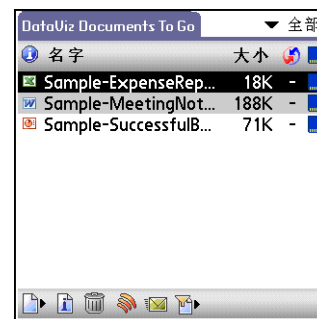 DataViz Documents To Go ▼ 全部
名字 大小
Sample-ExpenseRep... 18K -
Sample-MeetingNot... 188K -
Sample-SuccessfulB... 71K -